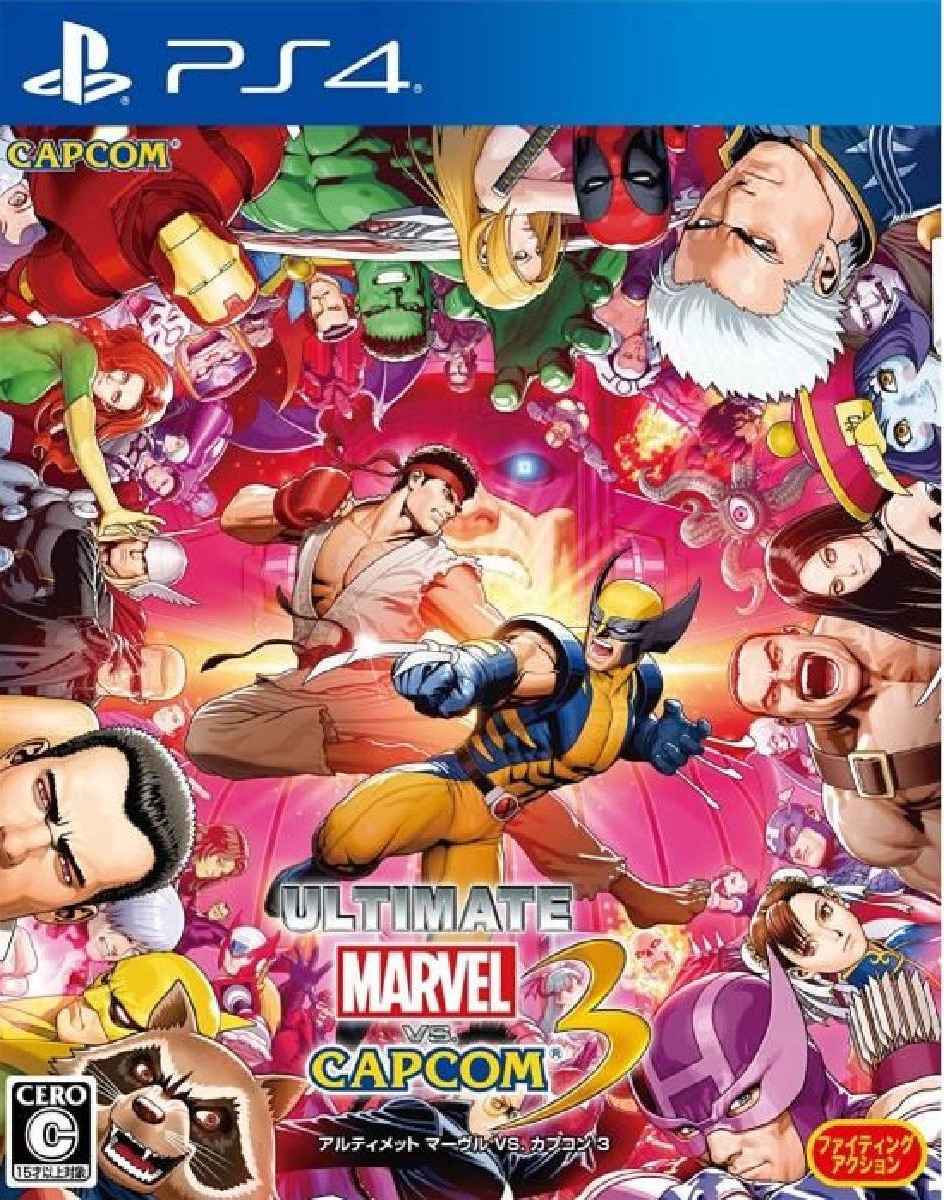 PS4
CAPCOM®
ULTIMATE
MARVEL
VS.
CAPCOM® 3
アルティメット マーヴル VS. カプコン 3
CERO
C
15才以上対象
ファイティング
アクション